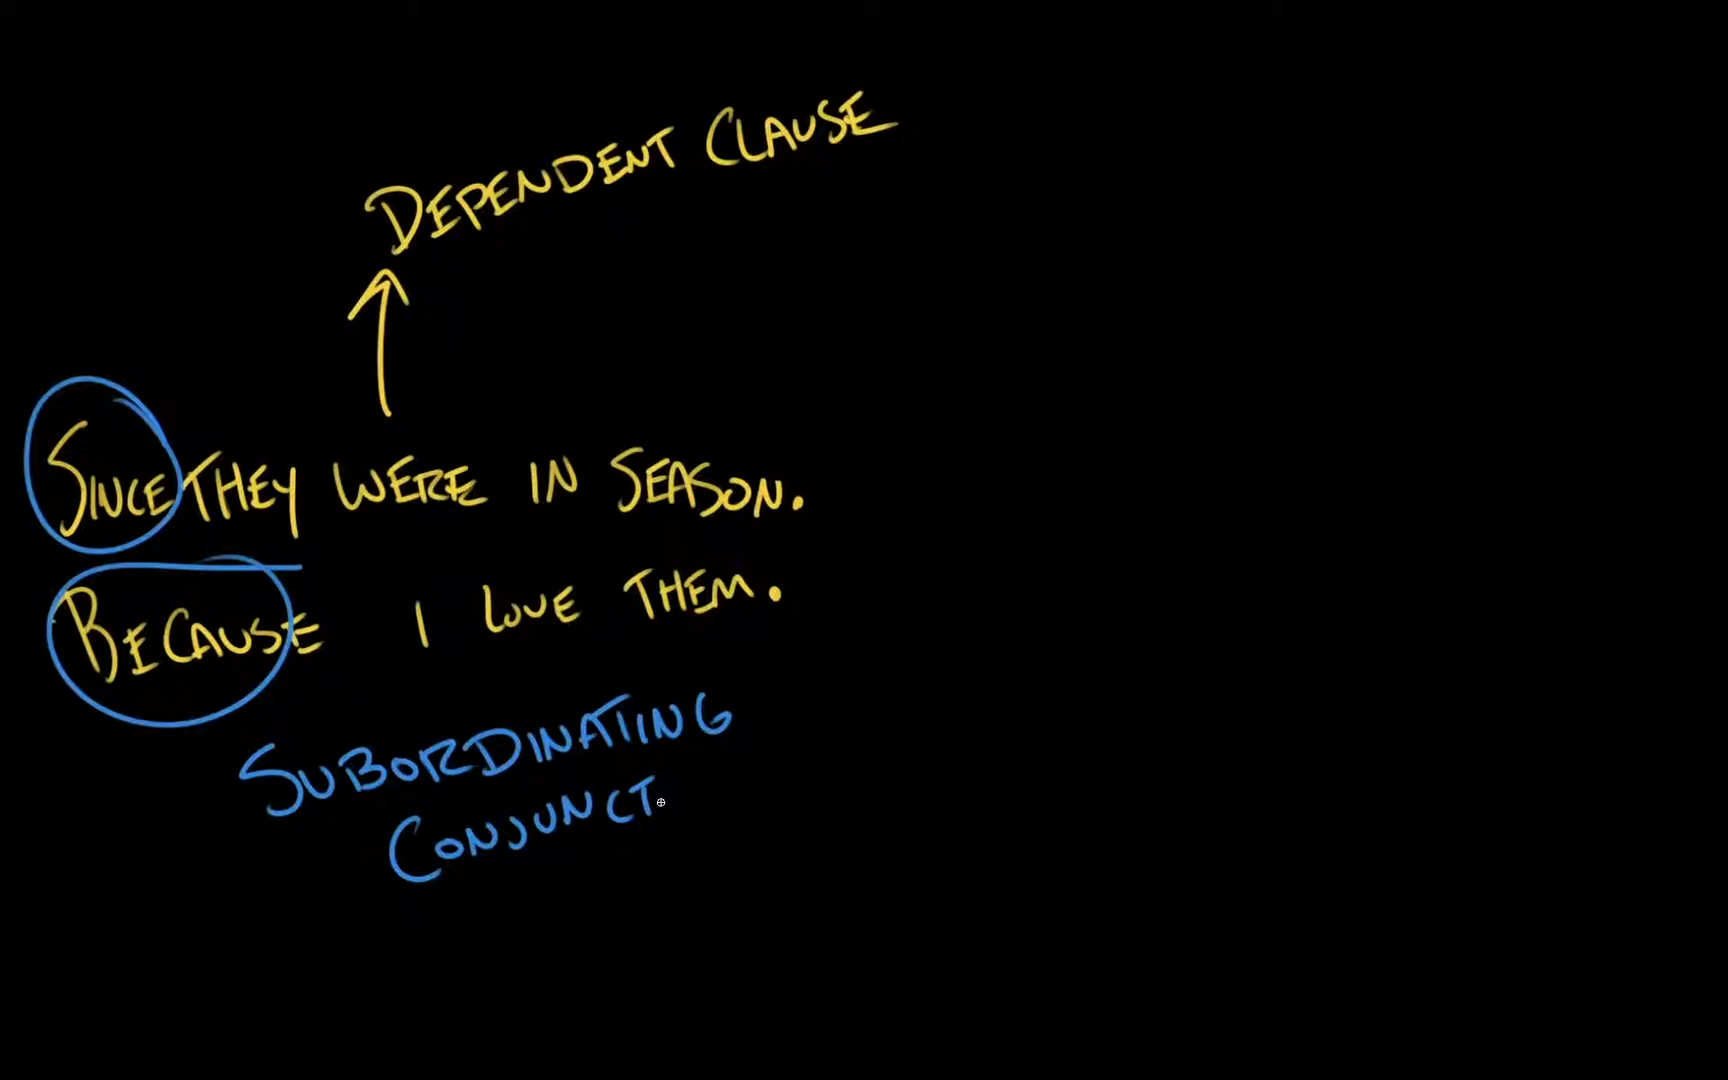 DEPENDENT CLAUSE
SINCE THEY WERE IN SEASON.
BECAUSE I LOVE THEM.
SUBORDINATING
CONJUNCT